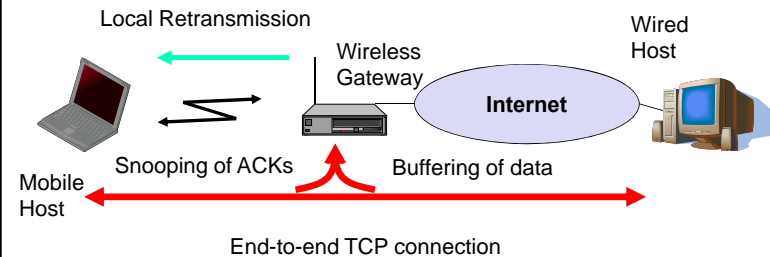 Local Retransmission
Wireless
Gateway
Wired
Host
Internet
Snooping of ACKs
Buffering of data
Mobile
Host
End-to-end TCP connection